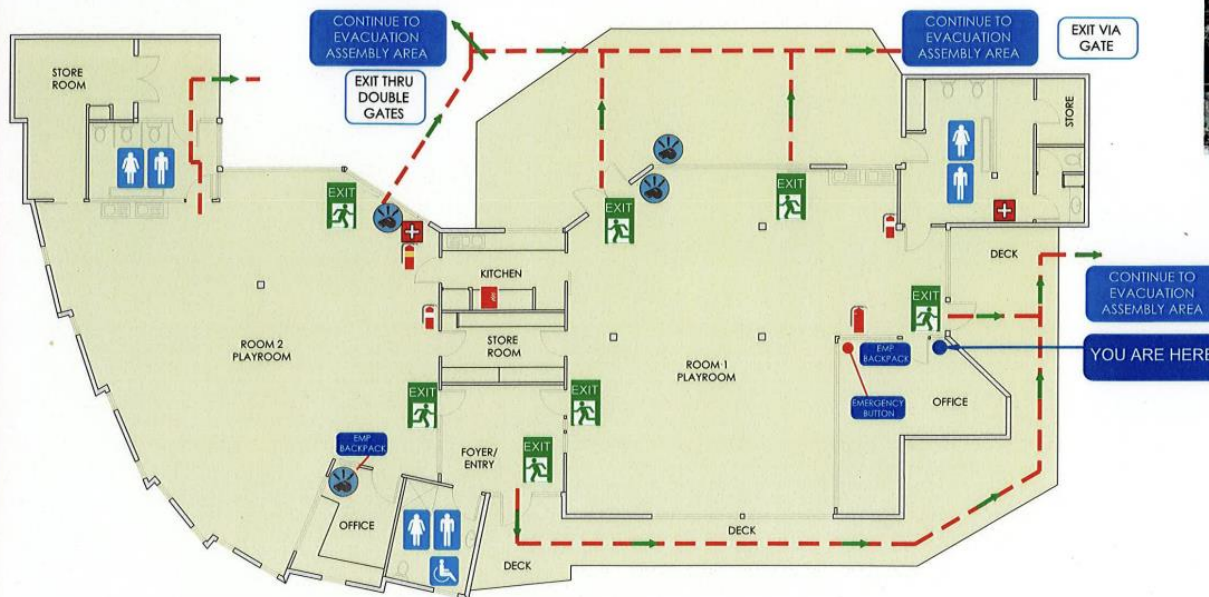 CONTINUE TO
EVACUATION
ASSEMBLY AREA
CONTINUE TO
EVACUATION
ASSEMBLY AREA
EXIT VIA
GATE
STORE
ROOM
EXIT THRU
DOUBLE
GATES
STORE
EXIT
EXIT
EXIT
DECK
KITCHEN
CONTINUE TO
EVACUATION
ASSEMBLY AREA
EXIT
ROOM 2
PLAYROOM
STORE
ROOM
ROOM 1
PLAYROOM
EMP
BACKPACK
YOU ARE HERE
EXIT
EXIT
EMERGENCY
BUTTON
OFFICE
EMP
BACKPACK
FOYER/
ENTRY
EXIT
OFFICE
DECK
DECK